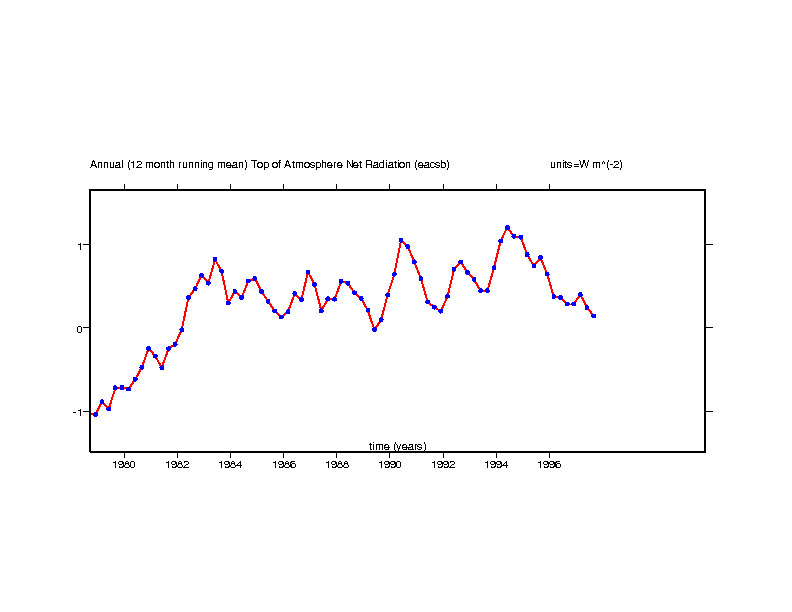 Annual (12 month running mean) Top of Atmosphere Net Radiation (eacsb) units=W m^(-2)
1
0
-1
time (years)
1980 1982 1984 1986 1988 1990 1992 1994 1996